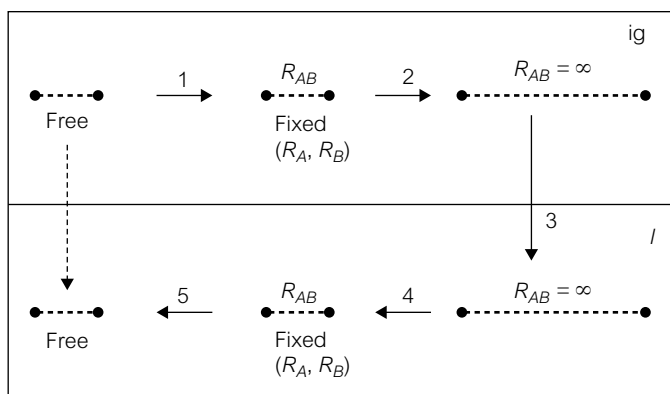 ig
1
R_AB
2
R_AB = ∞
Free
Fixed
(R_A, R_B)
3
l
5
R_AB
4
R_AB = ∞
Free
Fixed
(R_A, R_B)